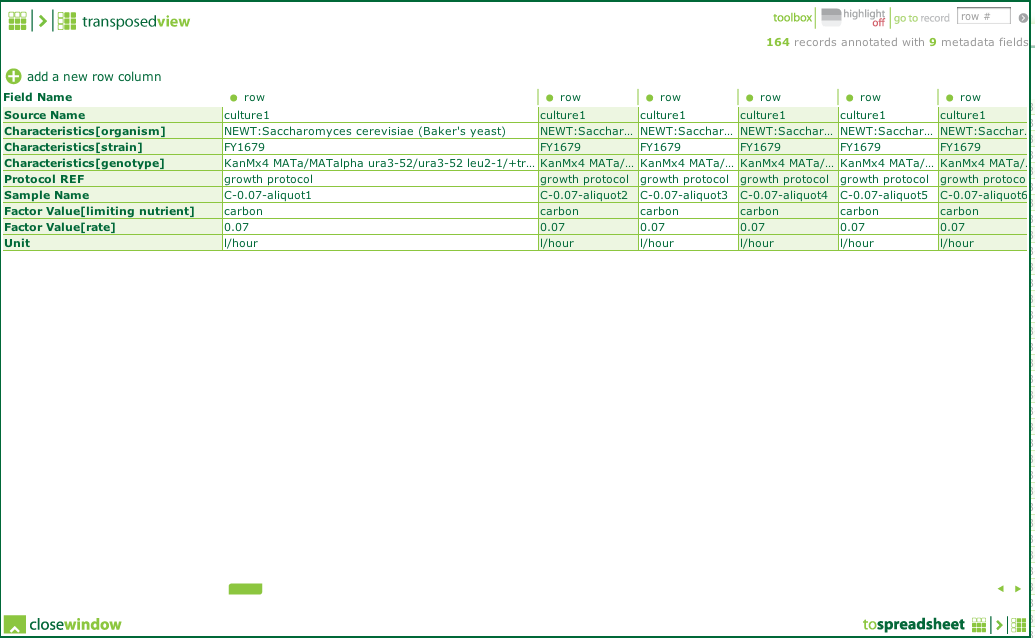 transposedview
toolbox highlight off go to record row #
164 records annotated with 9 metadata fields
add a new row column
Field Name row row row row row row
Source Name culture1 culture1 culture1 culture1 culture1 culture1
Characteristics[organism] NEWT:Saccharomyces cerevisiae (Baker's yeast) NEWT:Sacchar... NEWT:Sacchar... NEWT:Sacchar... NEWT:Sacchar... NEWT:Sacchar.
Characteristics[strain] FY1679 FY1679 FY1679 FY1679 FY1679 FY1679
Characteristics[genotype] KanMx4 MATa/MATalpha ura3-52/ura3-52 leu2-1/+tr... KanMx4 MATa/... KanMx4 MATa/... KanMx4 MATa/... KanMx4 MATa/... KanMx4 MATa/
Protocol REF growth protocol growth protocol growth protocol growth protocol growth protocol growth protoco
Sample Name C-0.07-aliquot1 C-0.07-aliquot2 C-0.07-aliquot3 C-0.07-aliquot4 C-0.07-aliquot5 C-0.07-aliquot6
Factor Value[limiting nutrient] carbon carbon carbon carbon carbon carbon
Factor Value[rate] 0.07 0.07 0.07 0.07 0.07 0.07
Unit l/hour l/hour l/hour l/hour l/hour l/hour
closewindow tospreadsheet